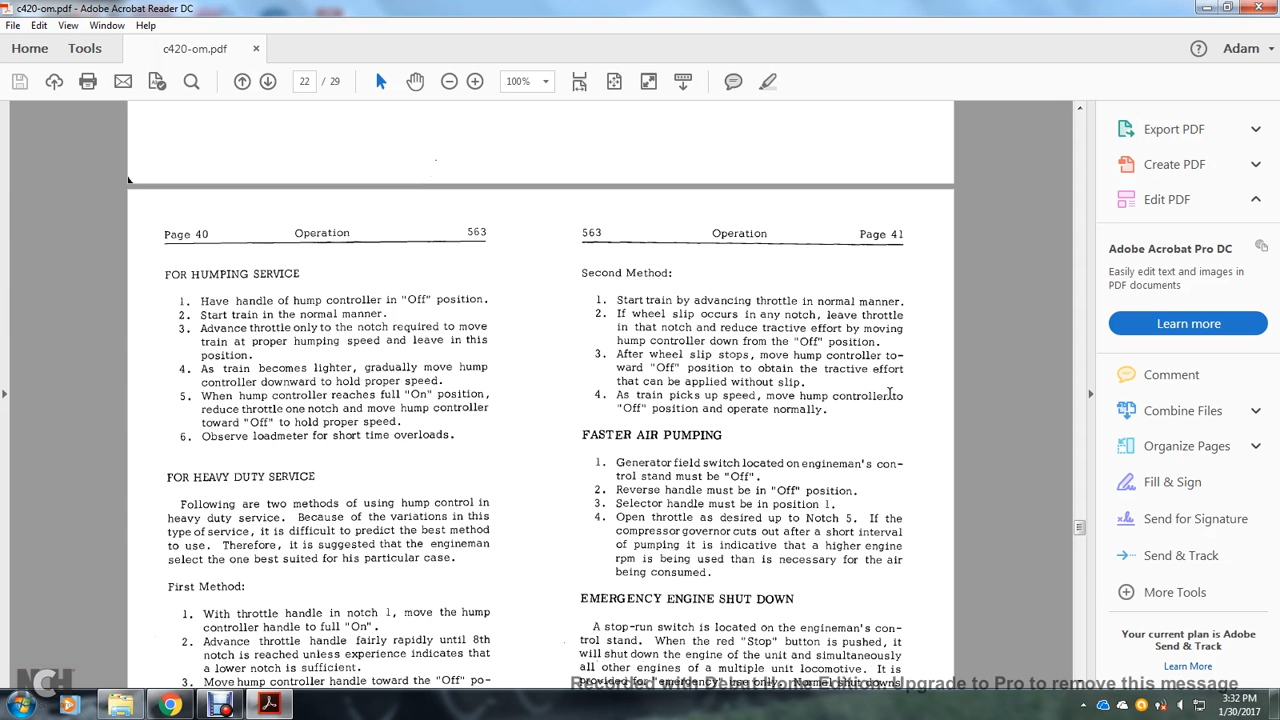 c420-om.pdf - Adobe Acrobat Reader DC
File Edit View Window Help
Home Tools c420-om.pdf × Adam
22 / 29 100%
Page 40 Operation 563
FOR HUMPING SERVICE
1. Have handle of hump controller in "Off" position.
2. Start train in the normal manner.
3. Advance throttle only to the notch required to move
train at proper humping speed and leave in this
position.
4. As train becomes lighter, gradually move hump
controller downward to hold proper speed.
5. When hump controller reaches full "On" position,
reduce throttle one notch and move hump controller
toward "Off" to hold proper speed.
6. Observe loadmeter for short time overloads.
FOR HEAVY DUTY SERVICE
Following are two methods of using hump control in
heavy duty service. Because of the variations in this
type of service, it is difficult to predict the best method
to use. Therefore, it is suggested that the engineman
select the one best suited for his particular case.
First Method:
1. With throttle handle in notch 1, move the hump
controller handle to full "On".
2. Advance throttle handle fairly rapidly until 8th
notch is reached unless experience indicates that
a lower notch is sufficient.
3. Move hump controller handle toward the "Off" po-
563 Operation Page 41
Second Method:
1. Start train by advancing throttle in normal manner.
2. If wheel slip occurs in any notch, leave throttle
in that notch and reduce tractive effort by moving
hump controller down from the "Off" position.
3. After wheel slip stops, move hump controller to-
ward "Off" position to obtain the tractive effort
that can be applied without slip.
4. As train picks up speed, move hump controller to
"Off" position and operate normally.
FASTER AIR PUMPING
1. Generator field switch located on engineman's con-
trol stand must be "Off".
2. Reverse handle must be in "Off" position.
3. Selector handle must be in position 1.
4. Open throttle as desired up to Notch 5. If the
compressor governor cuts out after a short interval
of pumping it is indicative that a higher engine
rpm is being used than is necessary for the air
being consumed.
EMERGENCY ENGINE SHUT DOWN
A stop-run switch is located on the engineman's con-
trol stand. When the red "Stop" button is pushed, it
will shut down the engine of the unit and simultaneously
all other engines of a multiple unit locomotive. It is
provided for "emergency" use only. Normal shut downs
Export PDF
Create PDF
Edit PDF
Adobe Acrobat Pro DC
Easily edit text and images in
PDF documents
Learn more
Comment
Combine Files
Organize Pages
Fill & Sign
Send for Signature
Send & Track
More Tools
Your current plan is Adobe
Send & Track
Learn More
NCH
Upgrade to Pro to remove this message
3:32 PM
1/30/2017